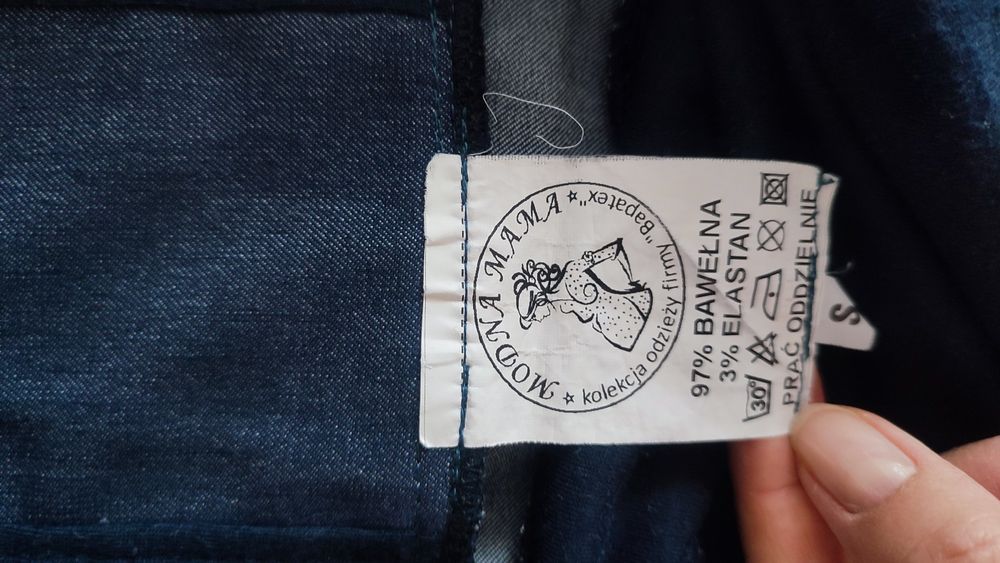 MODNA MAMA
kolekcja odzieży firmy "Bapatex"
97% BAWEŁNA
3% ELASTAN
30°
PRAĆ ODDZIELNIE
S